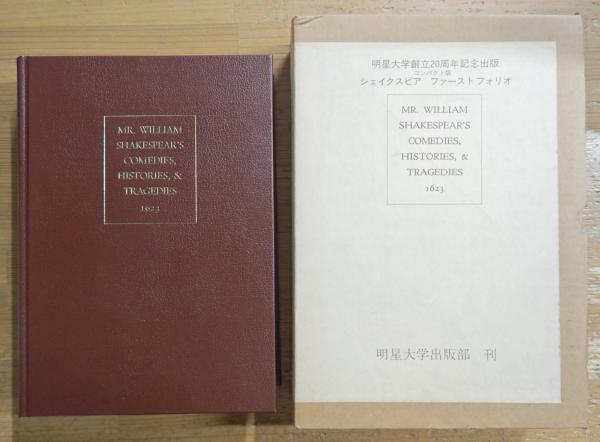 MR. WILLIAM
SHAKESPEAR'S
COMEDIES,
HISTORIES, &
TRAGEDIES
1623
明星大学創立20周年記念出版
コンパクト版
シェイクスピア ファーストフォリオ
MR. WILLIAM
SHAKESPEAR'S
COMEDIES,
HISTORIES, &
TRAGEDIES
1623
明星大学出版部 刊